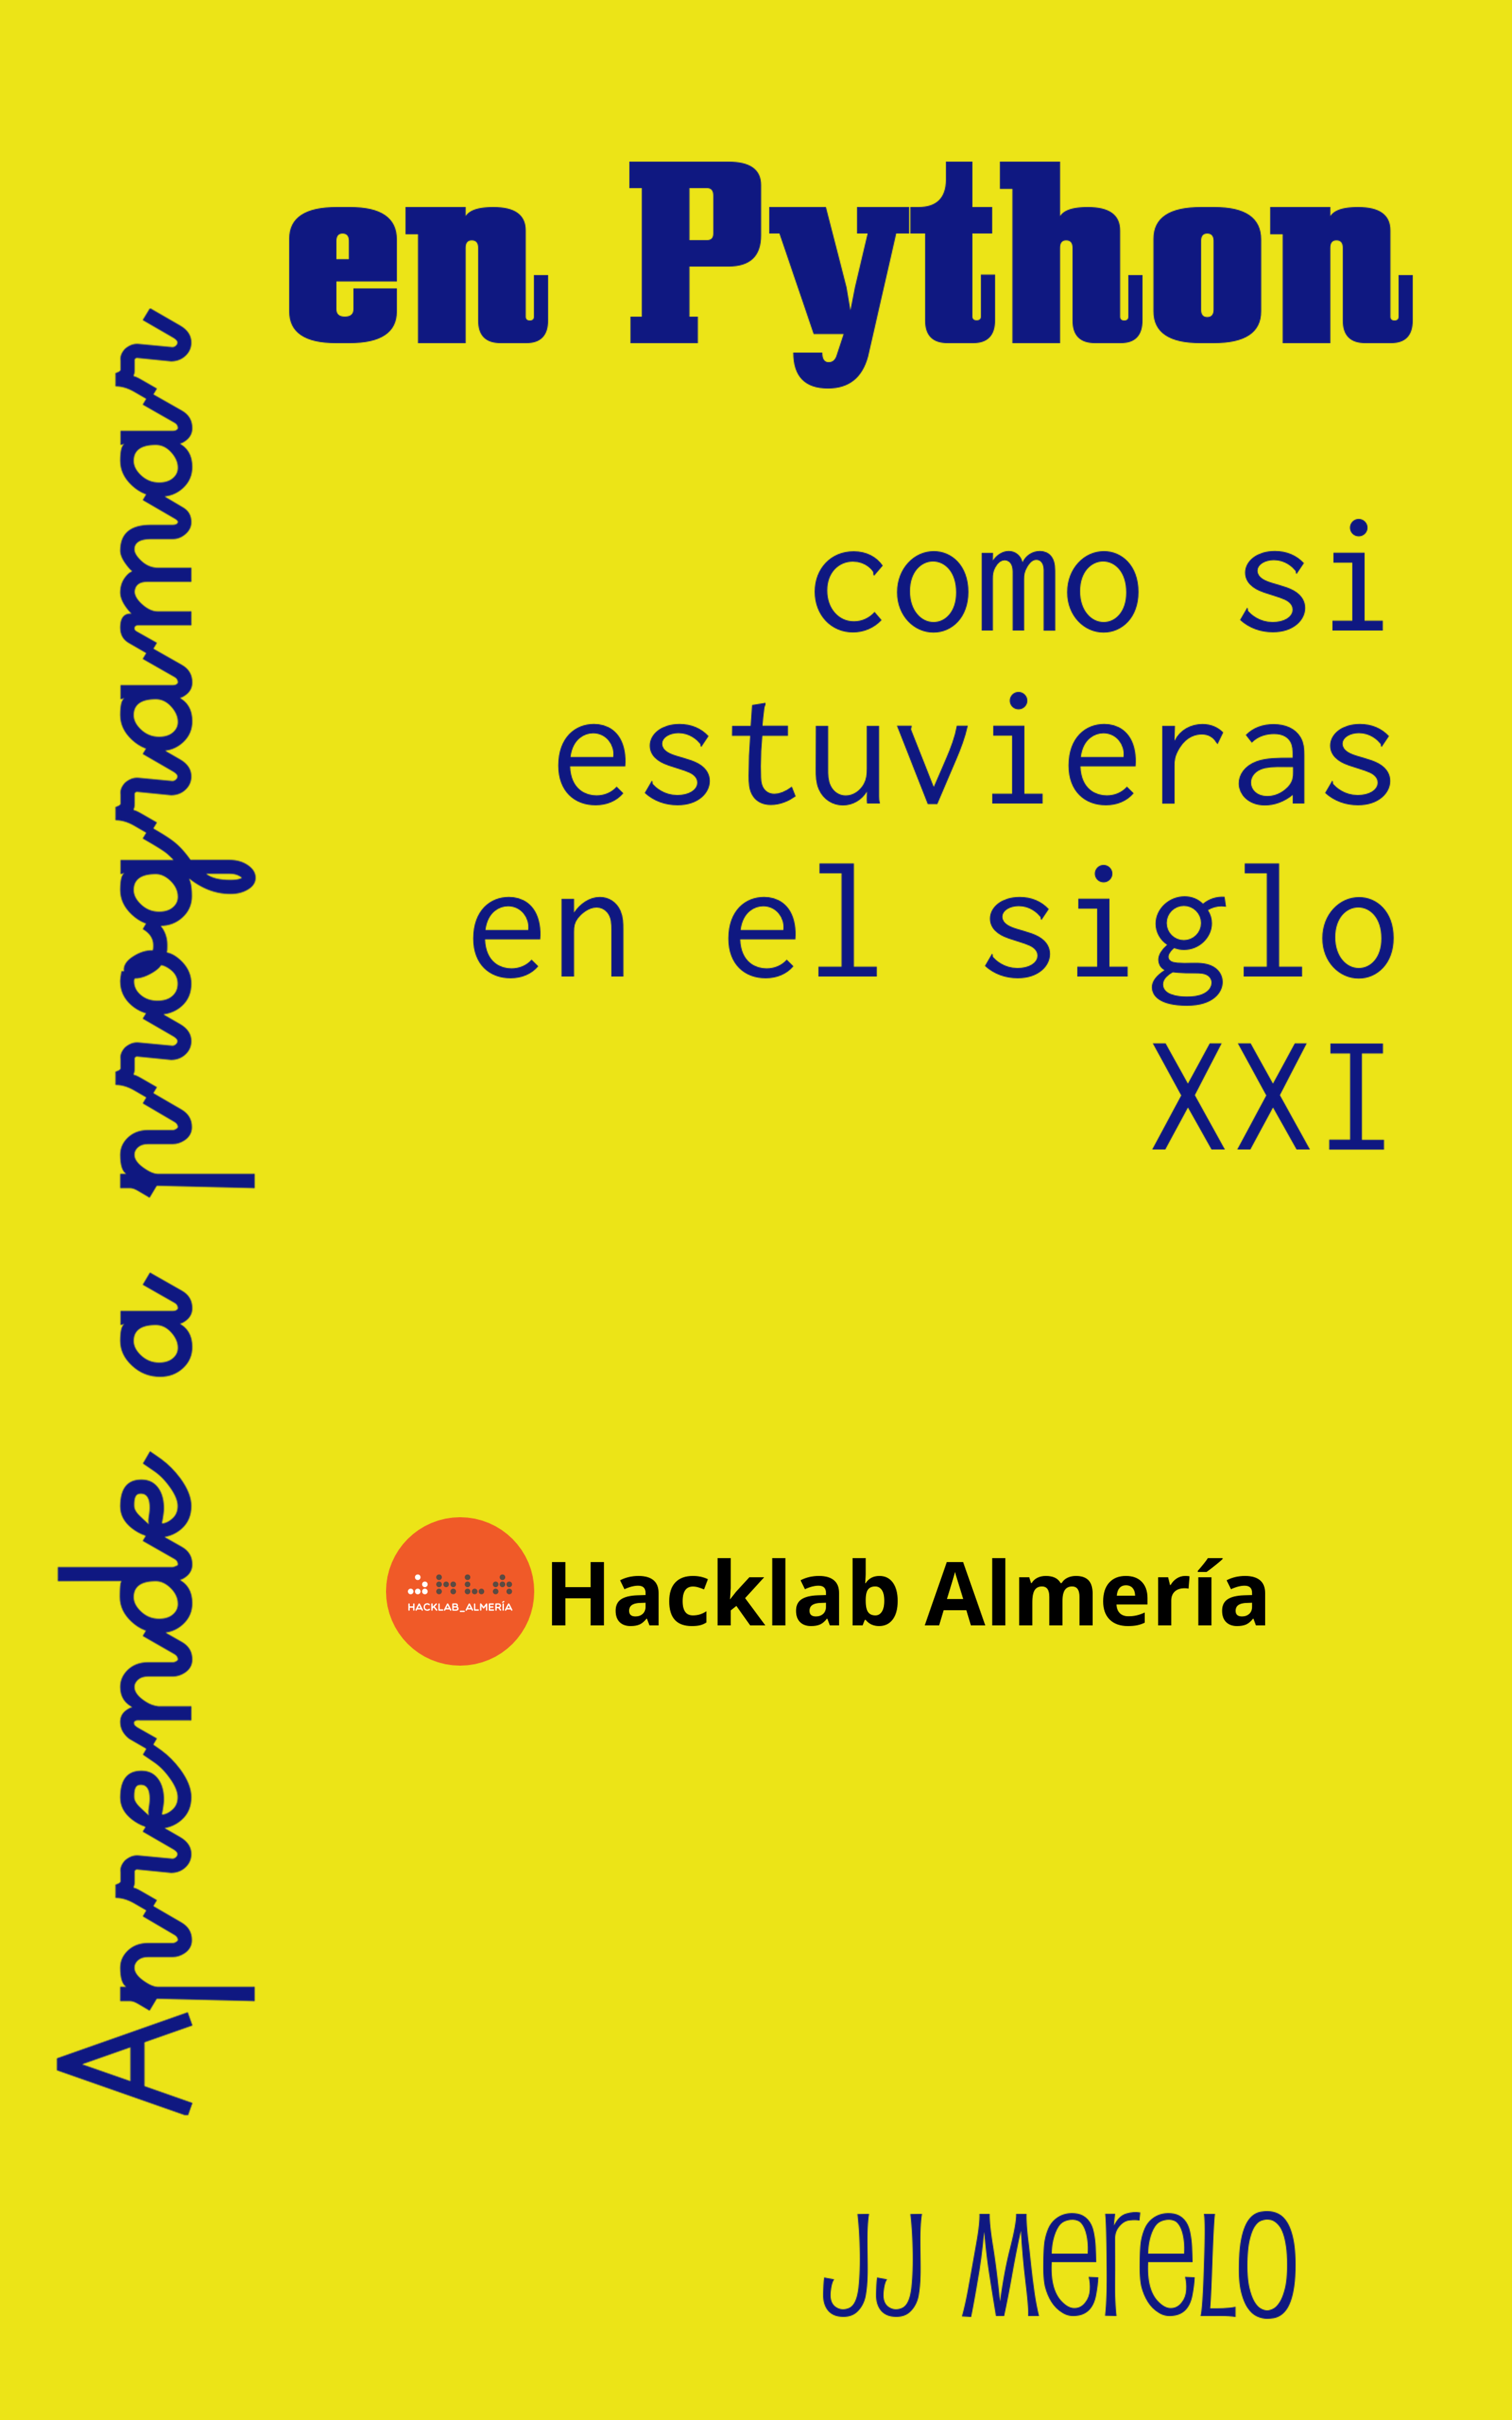 Aprende a programar
en Python
como si
estuvieras
en el siglo
XXI
HACKLAB_ALMERÍA
Hacklab Almería
JJ Merelo